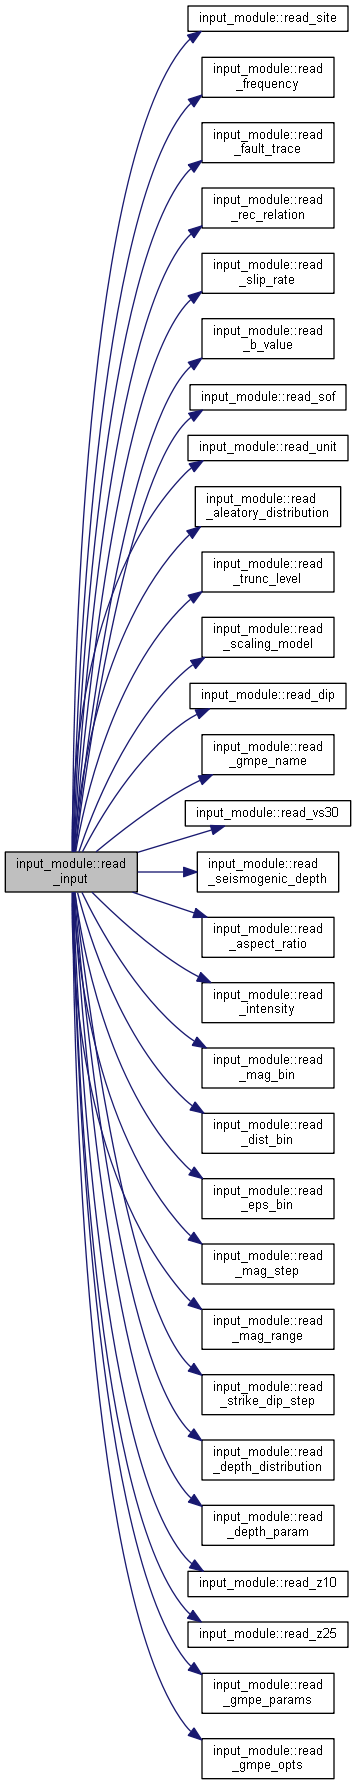 input_module::read_site
input_module::read
_frequency
input_module::read
_fault_trace
input_module::read
_rec_relation
input_module::read
_slip_rate
input_module::read
_b_value
input_module::read_sof
input_module::read_unit
input_module::read
_aleatory_distribution
input_module::read
_trunc_level
input_module::read
_scaling_model
input_module::read_dip
input_module::read
_gmpe_name
input_module::read_vs30
input_module::read
_input
input_module::read
_seismogenic_depth
input_module::read
_aspect_ratio
input_module::read
_intensity
input_module::read
_mag_bin
input_module::read
_dist_bin
input_module::read
_eps_bin
input_module::read
_mag_step
input_module::read
_mag_range
input_module::read
_strike_dip_step
input_module::read
_depth_distribution
input_module::read
_depth_param
input_module::read_z10
input_module::read_z25
input_module::read
_gmpe_params
input_module::read
_gmpe_opts